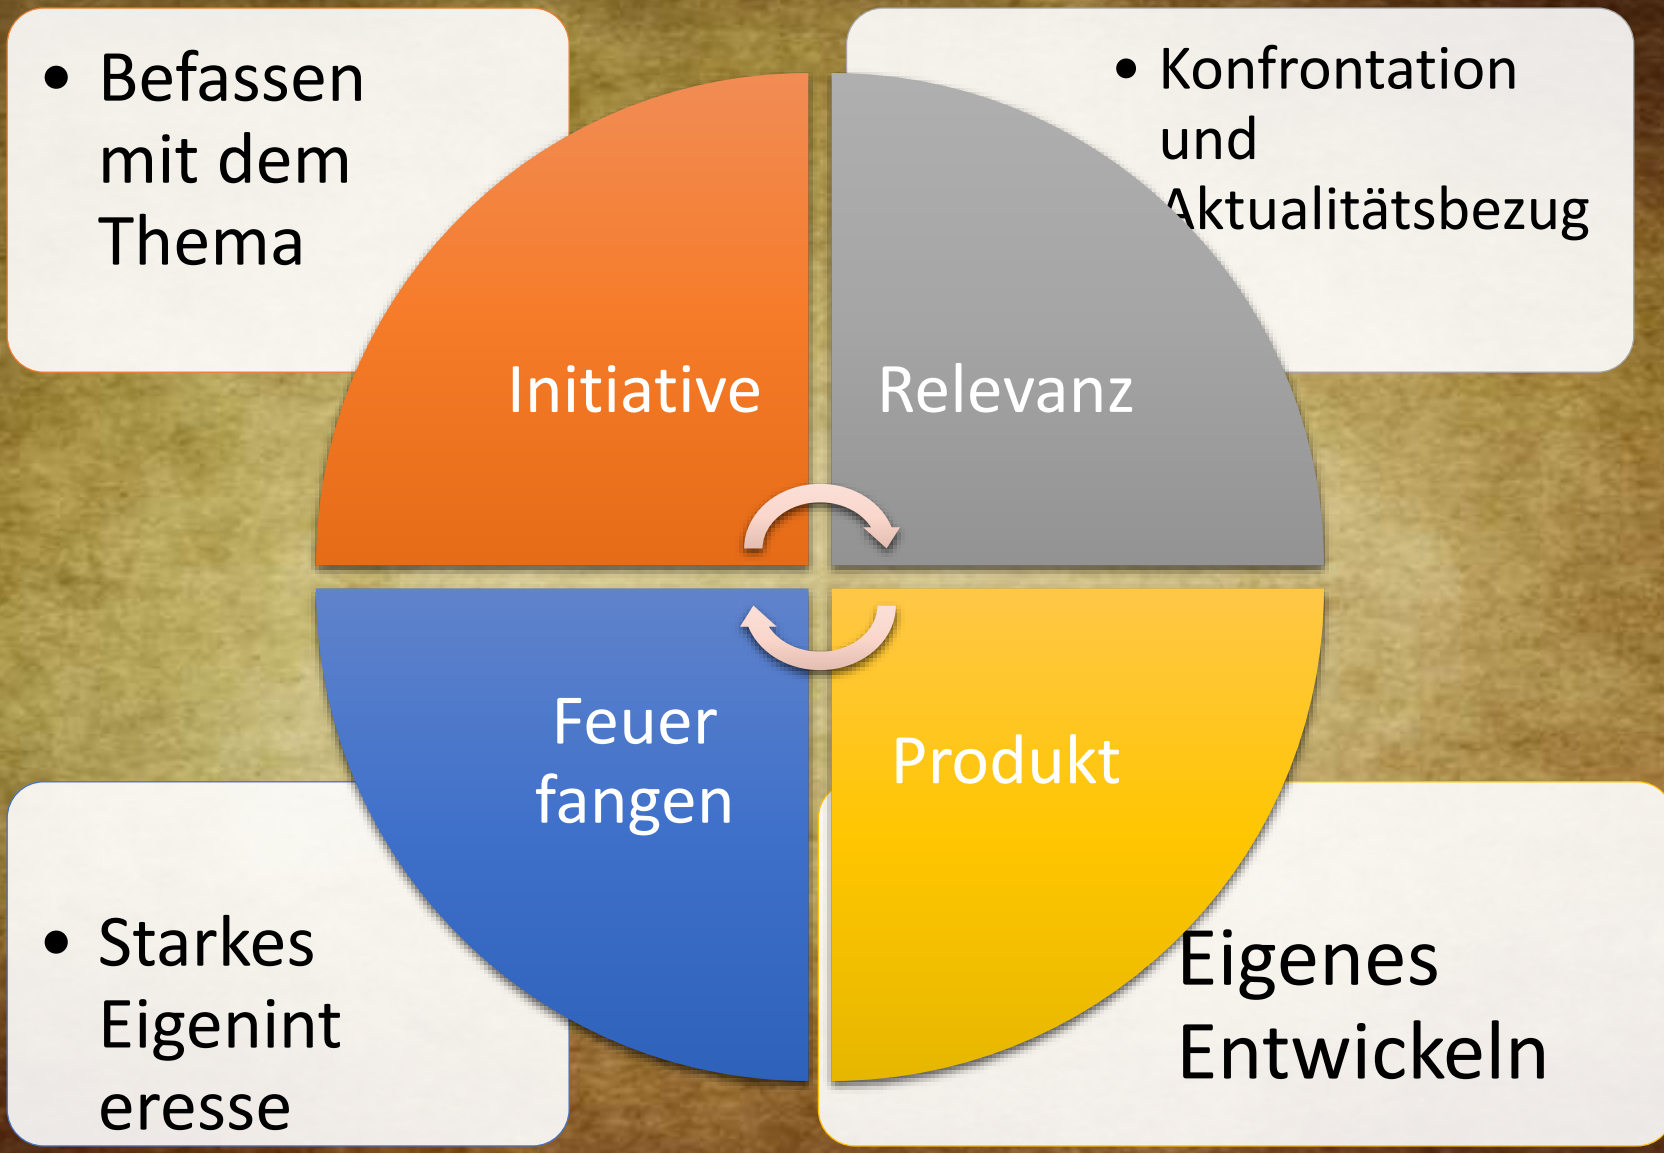 • Befassen
mit dem
Thema
• Konfrontation
und
Aktualitätsbezug
Initiative
Relevanz
Feuer
fangen
Produkt
• Starkes
Eigenint
eresse
Eigenes
Entwickeln